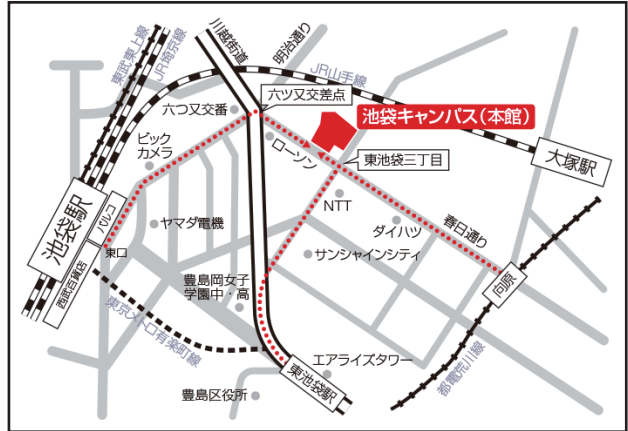 東武東上線
JR埼京線
川越街道
明治通り
JR山手線
六つ又交番
六ツ又交差点
池袋キャンパス(本館)
ビック
カメラ
ローソン
東池袋三丁目
大塚駅
池袋駅
パルコ
NTT
ダイハツ
春日通り
ヤマダ電機
東口
西武百貨店
サンシャインシティ
向原
豊島岡女子
学園中・高
東京メトロ有楽町線
エアライズタワー
都電荒川線
東池袋駅
豊島区役所